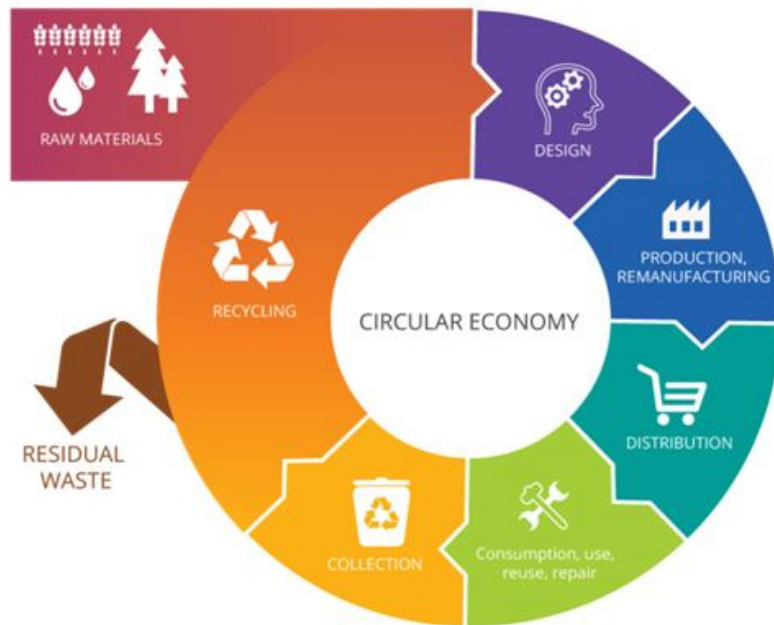 RAW MATERIALS
DESIGN
PRODUCTION,
REMANUFACTURING
DISTRIBUTION
Consumption, use,
reuse, repair
COLLECTION
RECYCLING
CIRCULAR ECONOMY
RESIDUAL
WASTE